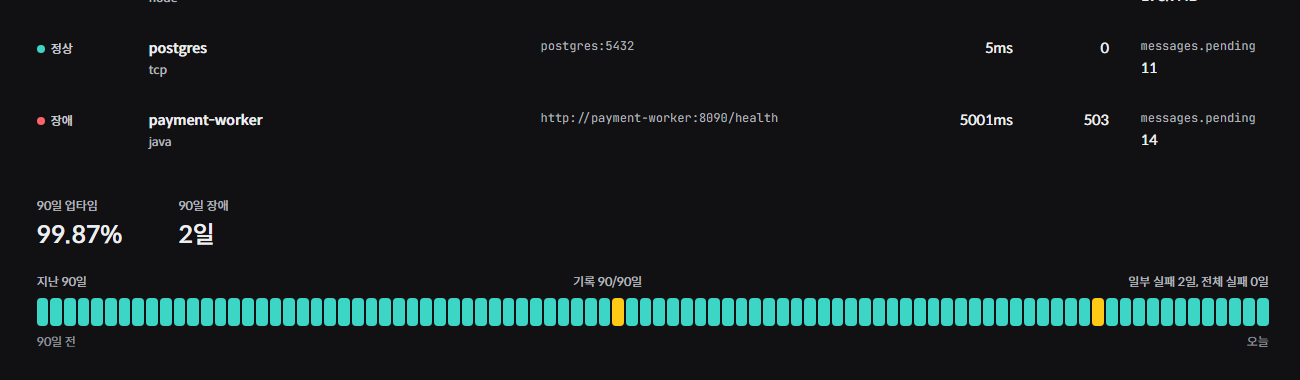 정상 postgres postgres:5432 5ms 0 messages.pending
tcp 11
장애 payment-worker http://payment-worker:8090/health 5001ms 503 messages.pending
java 14
90일 업타임 90일 장애
99.87% 2일
지난 90일 기록 90/90일 일부 실패 2일, 전체 실패 0일
90일 전 오늘